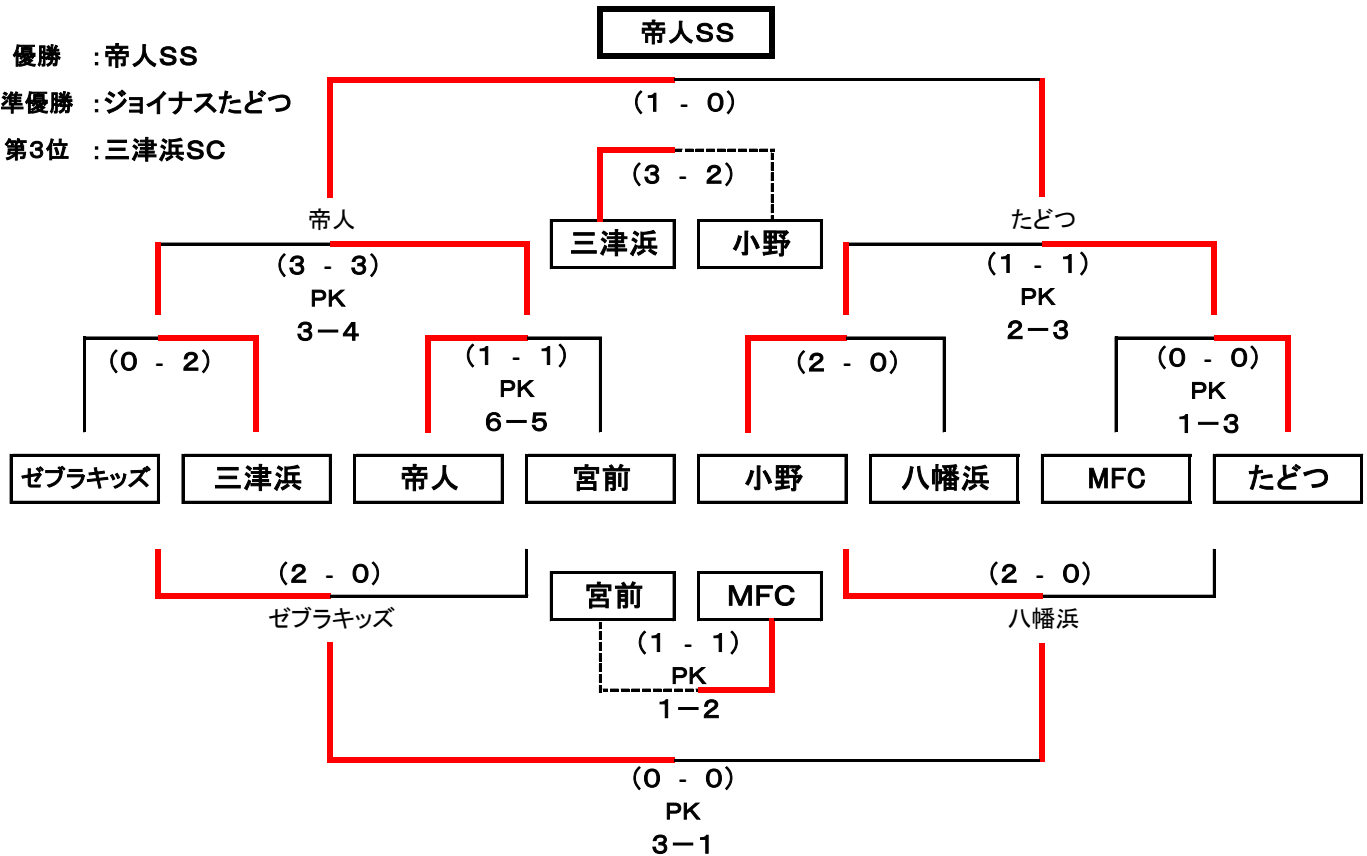 帝人SS
優勝 ：帝人SS
準優勝 ：ジョイナスたどつ
第3位 ：三津浜SC
(1 - 0)
(3 - 2)
三津浜 小野
帝人 たどつ
(3 - 3)
PK
3－4
(1 - 1)
PK
2－3
(0 - 2)
(1 - 1)
PK
6－5
(2 - 0)
(0 - 0)
PK
1－3
ゼブラキッズ 三津浜 帝人 宮前 小野 八幡浜 MFC たどつ
(2 - 0)
ゼブラキッズ
宮前 MFC
(1 - 1)
PK
1－2
(2 - 0)
八幡浜
(0 - 0)
PK
3－1